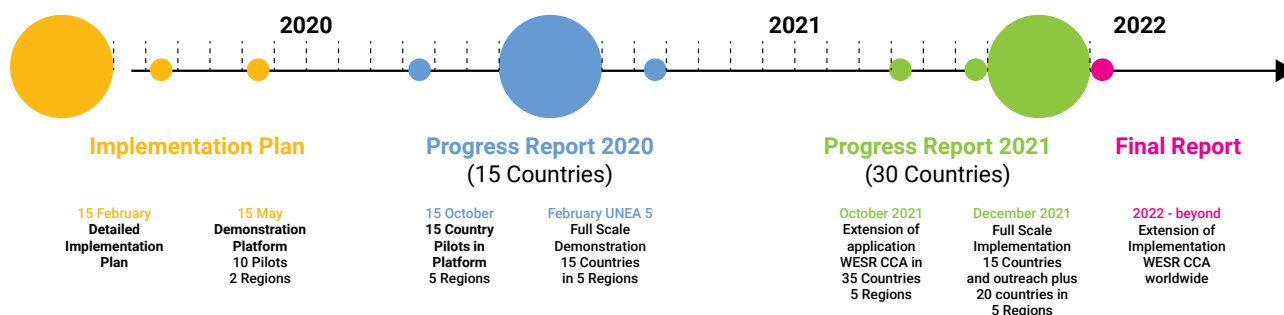 2020
2021
2022
Implementation Plan
Progress Report 2020
(15 Countries)
Progress Report 2021
(30 Countries)
Final Report
15 February
Detailed
Implementation
Plan
15 May
Demonstration
Platform
10 Pilots
2 Regions
15 October
15 Country
Pilots in
Platform
5 Regions
February UNEA 5
Full Scale
Demonstration
15 Countries
in 5 Regions
October 2021
Extension of
application
WESR CCA in
35 Countries
5 Regions
December 2021
Full Scale
Implementation
15 Countries
and outreach plus
20 countries in
5 Regions
2022 - beyond
Extension of
Implementation
WESR CCA
worldwide